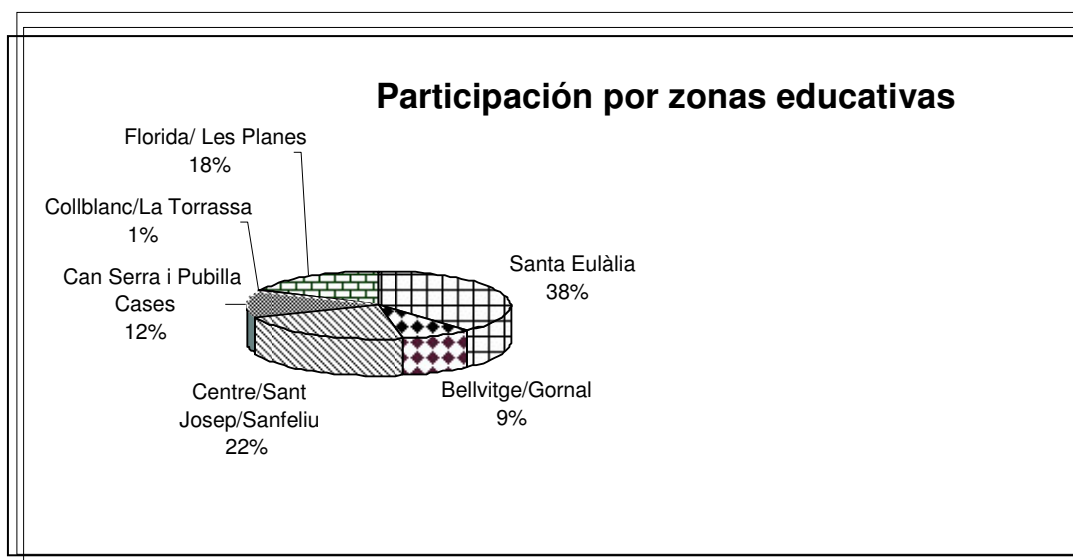 Participación por zonas educativas
Florida/ Les Planes
18%
Collblanc/La Torrassa
1%
Can Serra i Pubilla
Cases
12%
Santa Eulàlia
38%
Centre/Sant
Josep/Sanfeliu
22%
Bellvitge/Gornal
9%